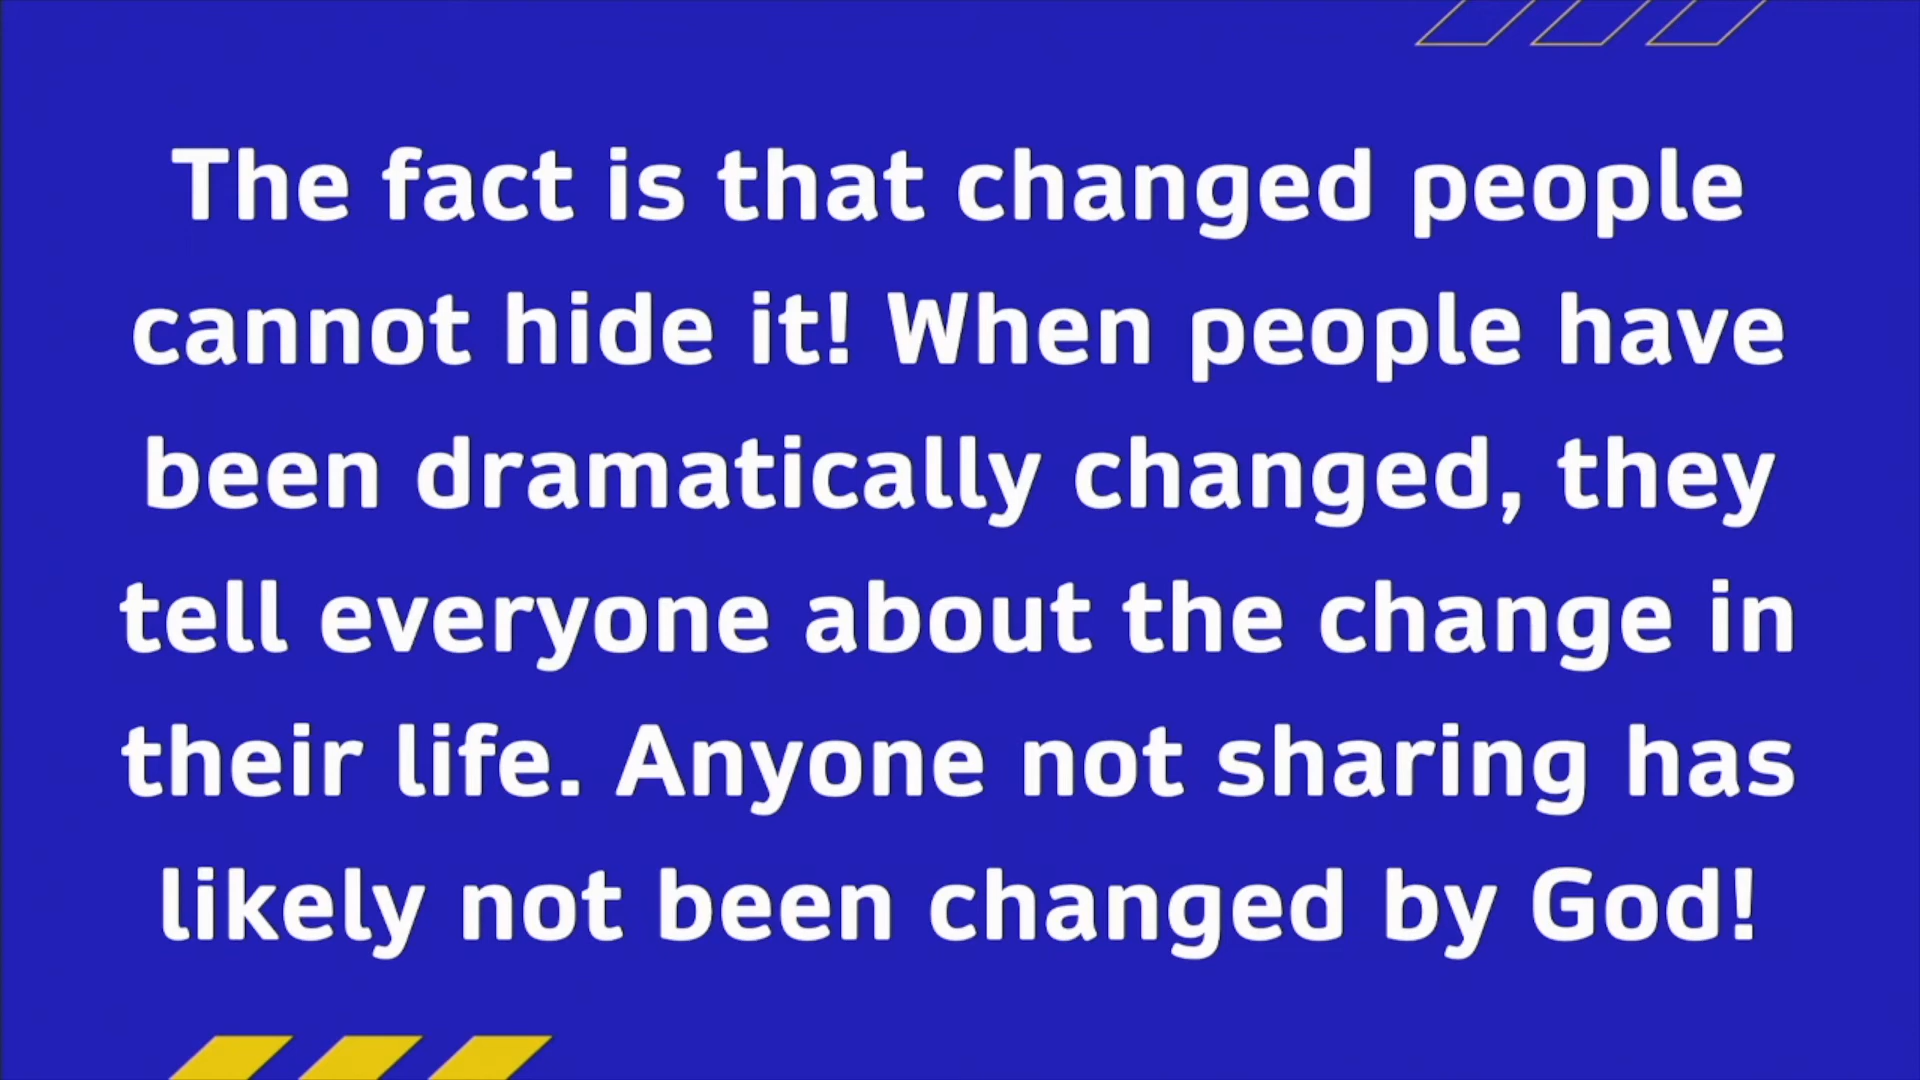 The fact is that changed people
cannot hide it! When people have
been dramatically changed, they
tell everyone about the change in
their life. Anyone not sharing has
likely not been changed by God!